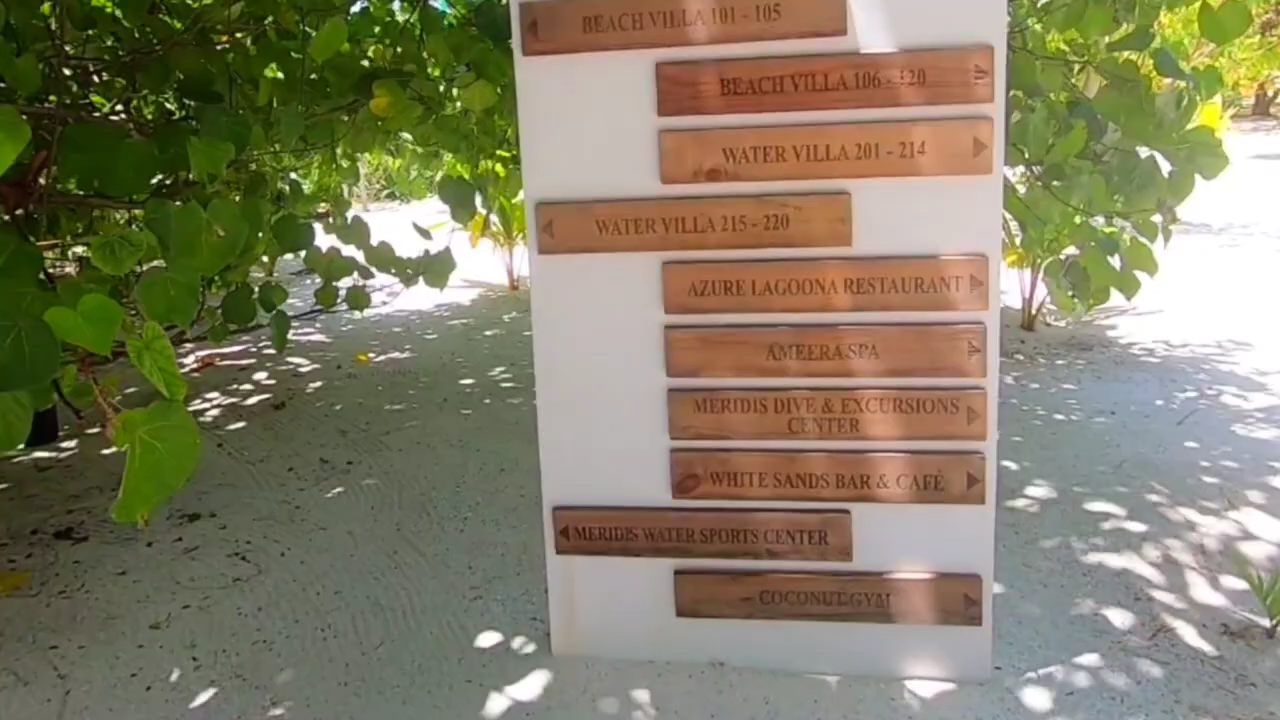 BEACH VILLA 101 - 105
BEACH VILLA 106 - 120
WATER VILLA 201 - 214
WATER VILLA 215 - 220
AZURE LAGOONA RESTAURANT
AMEERA SPA
MERIDIS DIVE & EXCURSIONS
CENTER
WHITE SANDS BAR & CAFÉ
MERIDIS WATER SPORTS CENTER
COCONUT GYM